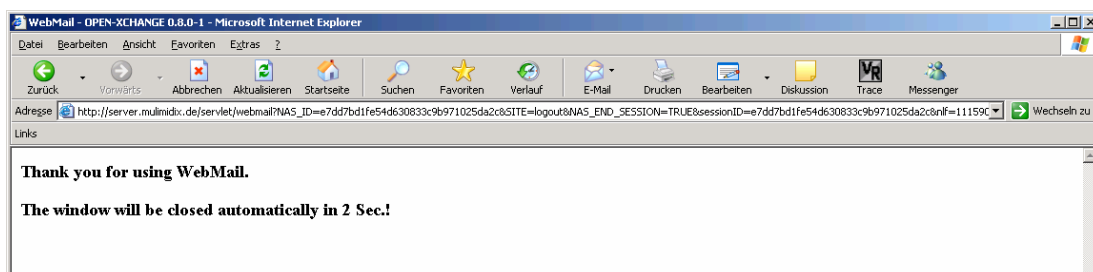 WebMail - OPEN-XCHANGE 0.8.0-1 - Microsoft Internet Explorer
Datei Bearbeiten Ansicht Favoriten Extras ?
Zurück Vorwärts Abbrechen Aktualisieren Startseite Suchen Favoriten Verlauf E-Mail Drucken Bearbeiten Diskussion VR Trace Messenger
Adresse http://server.mulimidix.de/servlet/webmail?NAS_ID=e7dd7bd1fe54d630833c9b971025da2c&SITE=logout&NAS_END_SESSION=TRUE&sessionID=e7dd7bd1fe54d630833c9b971025da2c&nlf=11159 Wechseln zu
Links
Thank you for using WebMail.
The window will be closed automatically in 2 Sec.!